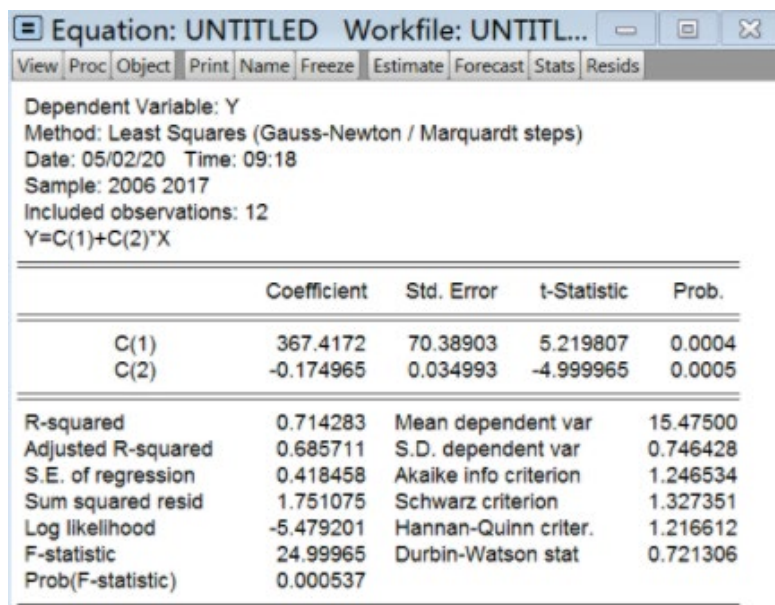 Equation: UNTITLED Workfile: UNTITL...
View Proc Object Print Name Freeze Estimate Forecast Stats Resids
Dependent Variable: Y
Method: Least Squares (Gauss-Newton / Marquardt steps)
Date: 05/02/20 Time: 09:18
Sample: 2006 2017
Included observations: 12
Y=C(1)+C(2)*X
Coefficient Std. Error t-Statistic Prob.
C(1) 367.4172 70.38903 5.219807 0.0004
C(2) -0.174965 0.034993 -4.999965 0.0005
R-squared 0.714283 Mean dependent var 15.47500
Adjusted R-squared 0.685711 S.D. dependent var 0.746428
S.E. of regression 0.418458 Akaike info criterion 1.246534
Sum squared resid 1.751075 Schwarz criterion 1.327351
Log likelihood -5.479201 Hannan-Quinn criter. 1.216612
F-statistic 24.99965 Durbin-Watson stat 0.721306
Prob(F-statistic) 0.000537